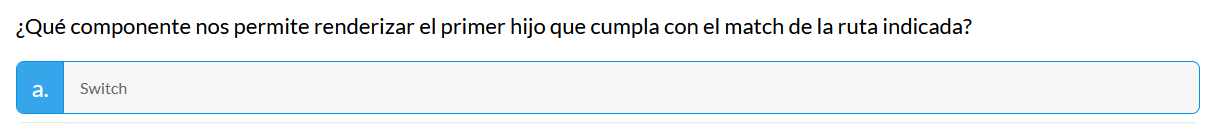 ¿Qué componente nos permite renderizar el primer hijo que cumpla con el match de la ruta indicada?
a. Switch